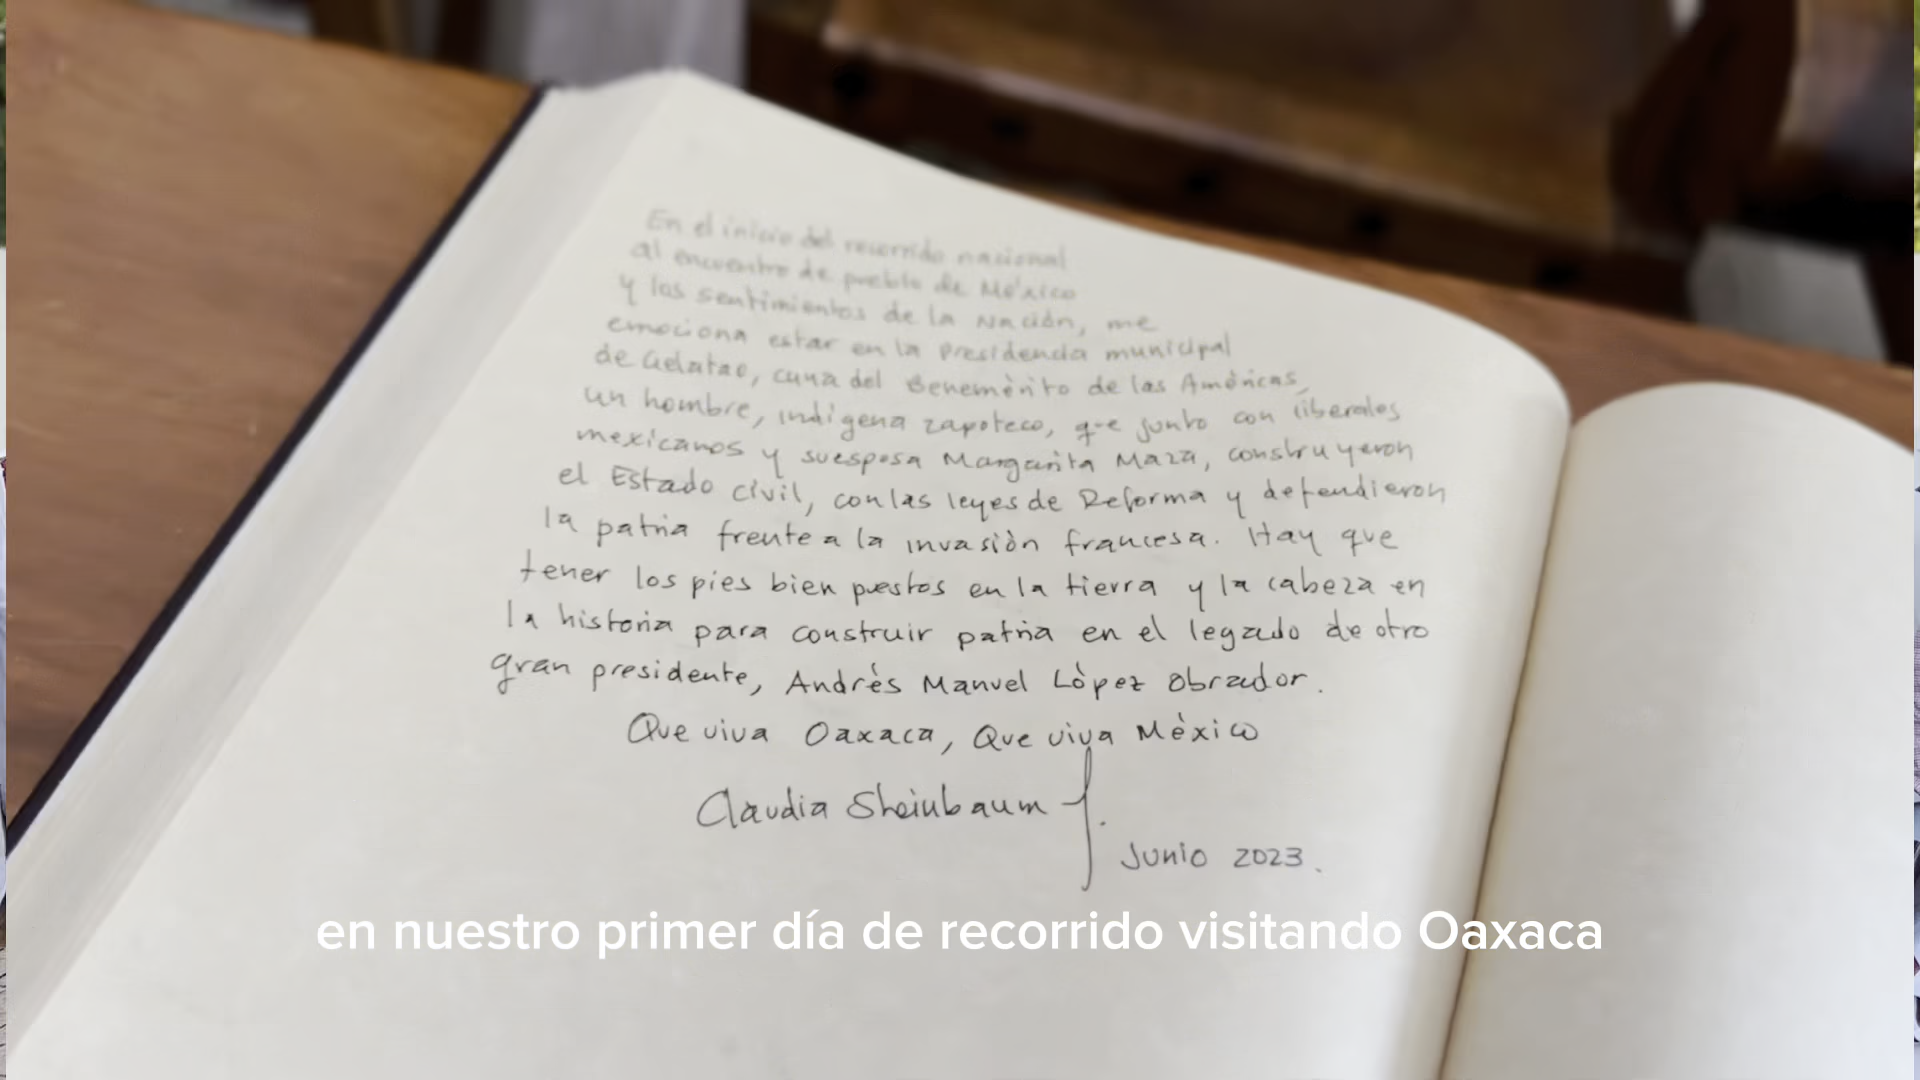 En el inicio del recorrido nacional
al encuentro de pueblo de México
y los sentimientos de la Nación, me
emociona estar en la presidencia municipal
de Guelatao, cuna del Benemérito de las Américas,
un hombre, indígena zapoteco, que junto con liberales
mexicanos y su esposa Margarita Maza, construyeron
el Estado civil, con las leyes de Reforma y defendieron
la patria frente a la invasión francesa. Hay que
tener los pies bien puestos en la tierra y la cabeza en
la historia para construir patria en el legado de otro
gran presidente, Andrés Manuel López Obrador.
Que viva Oaxaca, Que viva México
Claudia Sheinbaum
Junio 2023.
en nuestro primer día de recorrido visitando Oaxaca